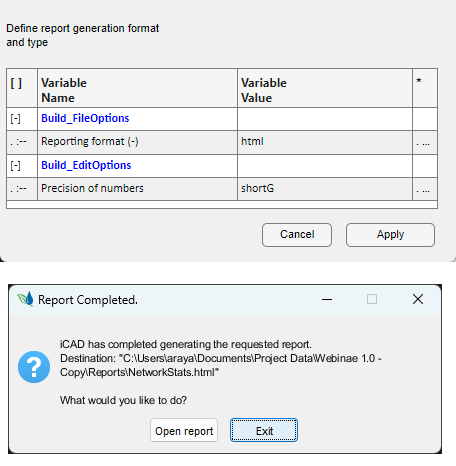 Define report generation format
and type
[ ] Variable Variable *
Name Value
[-] Build_FileOptions
. :-- Reporting format (-) html . ...
[-] Build_EditOptions
. :-- Precision of numbers shortG . ...
Cancel Apply
Report Completed.
iCAD has completed generating the requested report.
Destination: "C:\Users\araya\Documents\Project Data\Webinae 1.0 -
Copy\Reports\NetworkStats.html"
What would you like to do?
Open report Exit